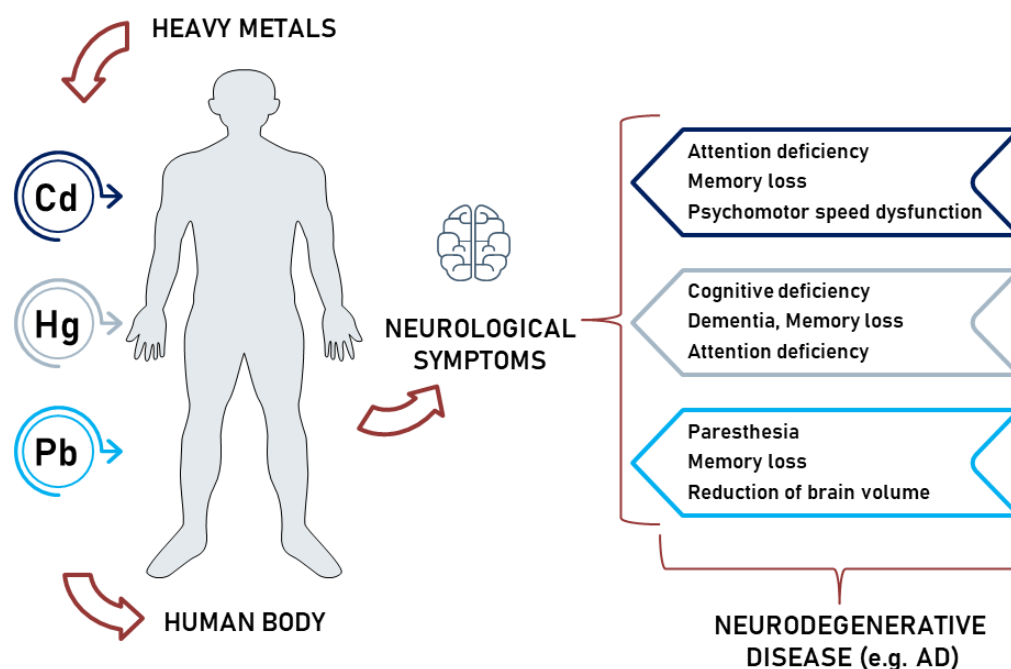 HEAVY METALS
Cd
Hg
Pb
HUMAN BODY
NEUROLOGICAL
SYMPTOMS
Attention deficiency
Memory loss
Psychomotor speed dysfunction
Cognitive deficiency
Dementia, Memory loss
Attention deficiency
Paresthesia
Memory loss
Reduction of brain volume
NEURODEGENERATIVE
DISEASE (e.g. AD)